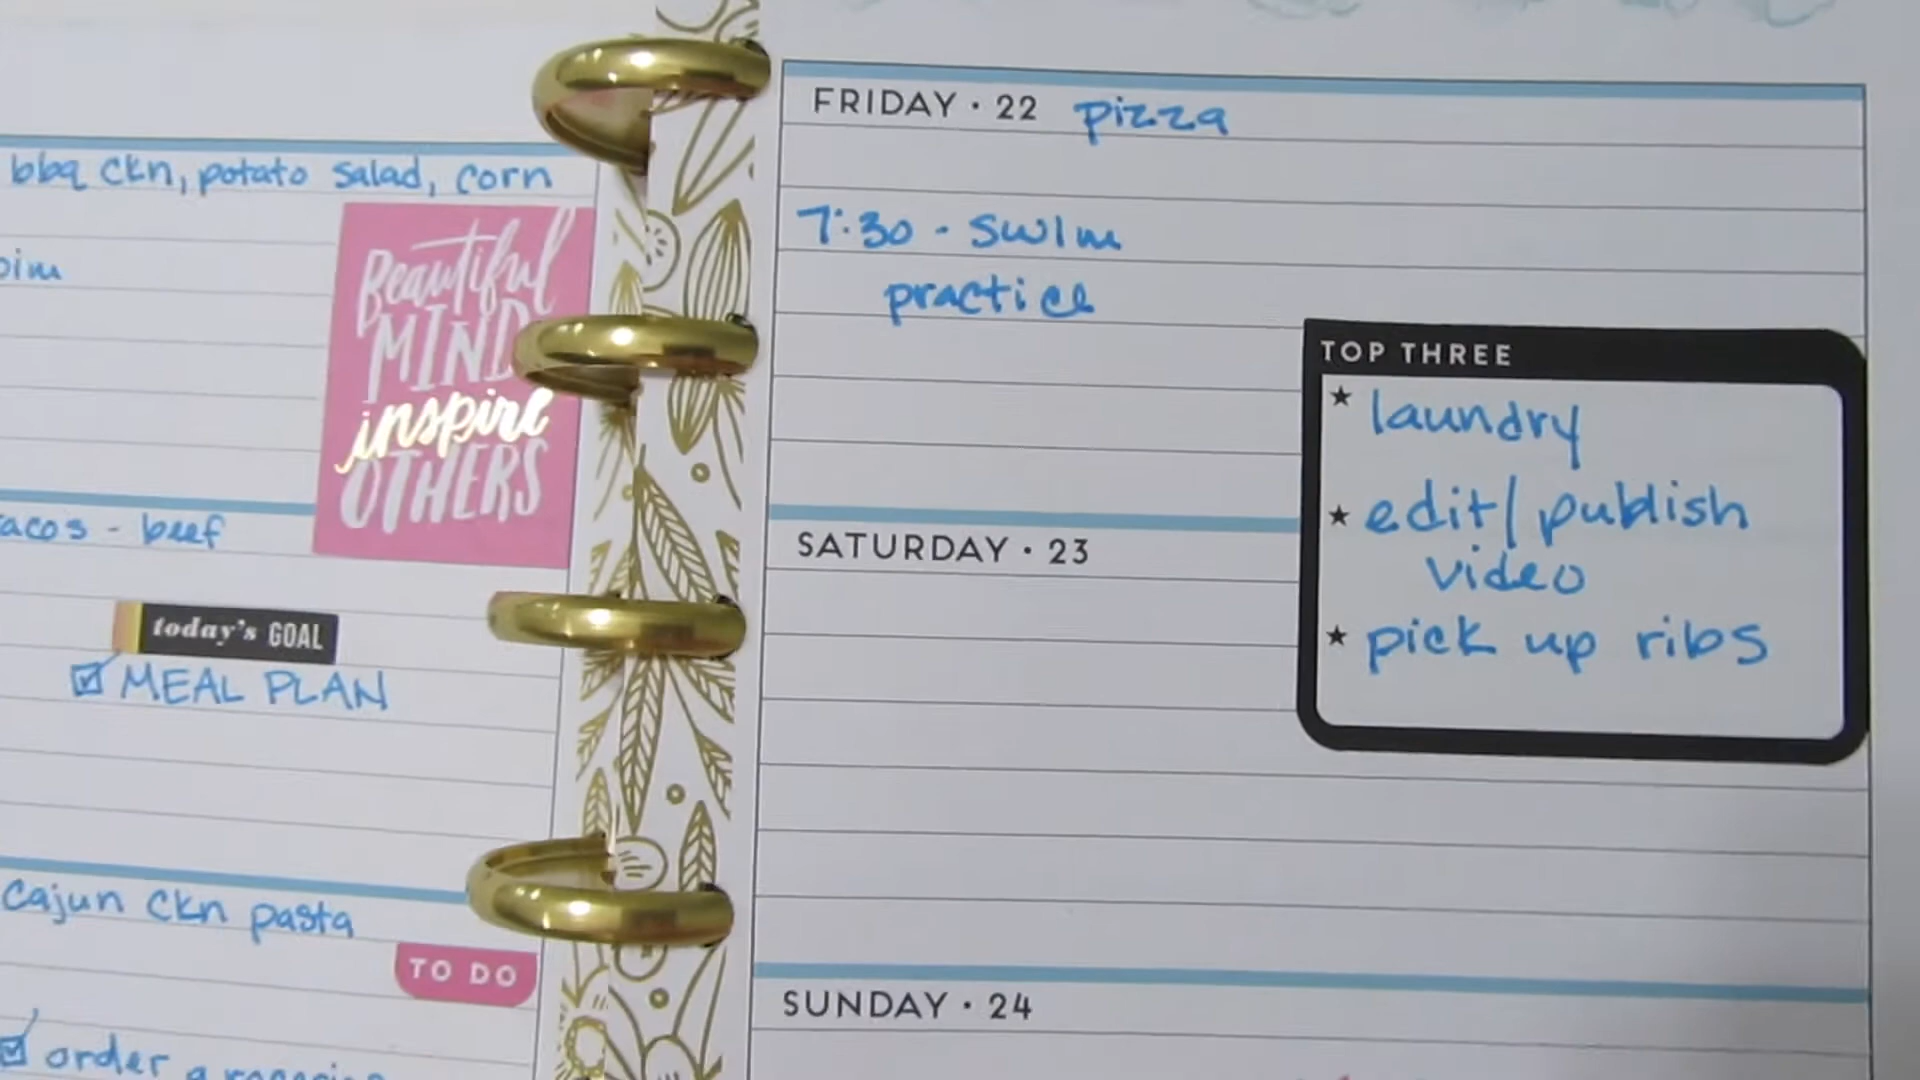 bbq ckn, potato salad, corn
Beautiful
MIND
inspire
OTHERS
- beef
today's GOAL
MEAL PLAN
Cajun ckn pasta
TO DO
order
FRIDAY · 22 pizza
7:30 - swim
practice
TOP THREE
★ laundry
★ edit/publish
video
★ pick up ribs
SATURDAY · 23
SUNDAY · 24